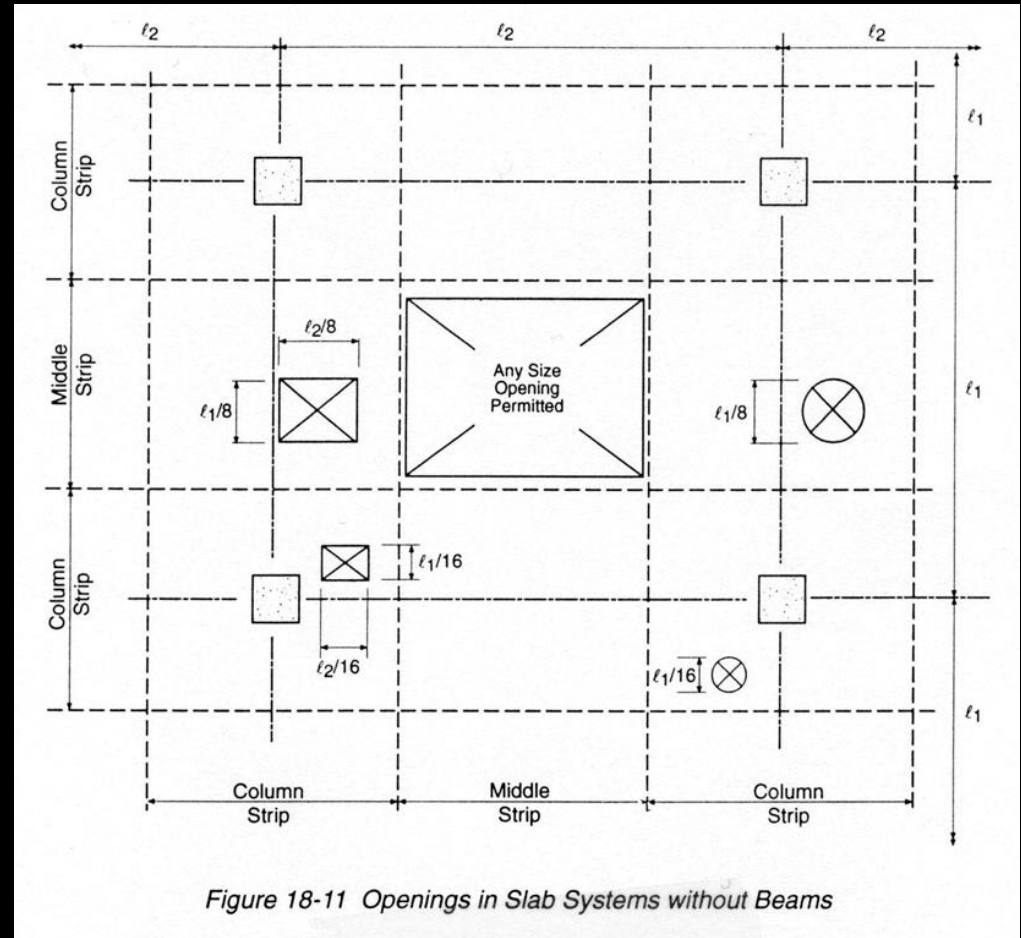 ℓ2
ℓ2
ℓ2
ℓ1
Column
Strip
ℓ2/8
Middle
Strip
ℓ1/8
Any Size
Opening
Permitted
ℓ1/8
ℓ1
Column
Strip
ℓ1/16
ℓ2/16
ℓ1/16
ℓ1
Column
Strip
Middle
Strip
Column
Strip
Figure 18-11 Openings in Slab Systems without Beams